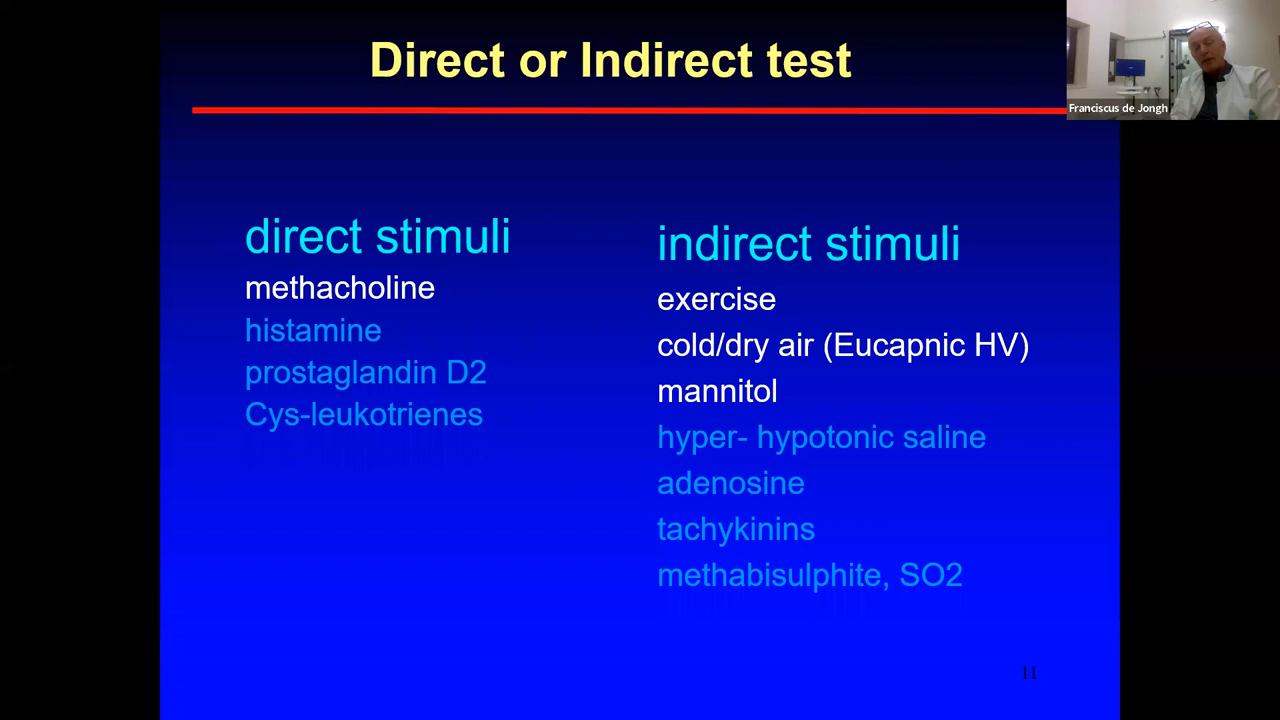 Direct or Indirect test
Franciscus de Jongh
direct stimuli
methacholine
histamine
prostaglandin D2
Cys-leukotrienes
indirect stimuli
exercise
cold/dry air (Eucapnic HV)
mannitol
hyper- hypotonic saline
adenosine
tachykinins
methabisulphite, SO2
11